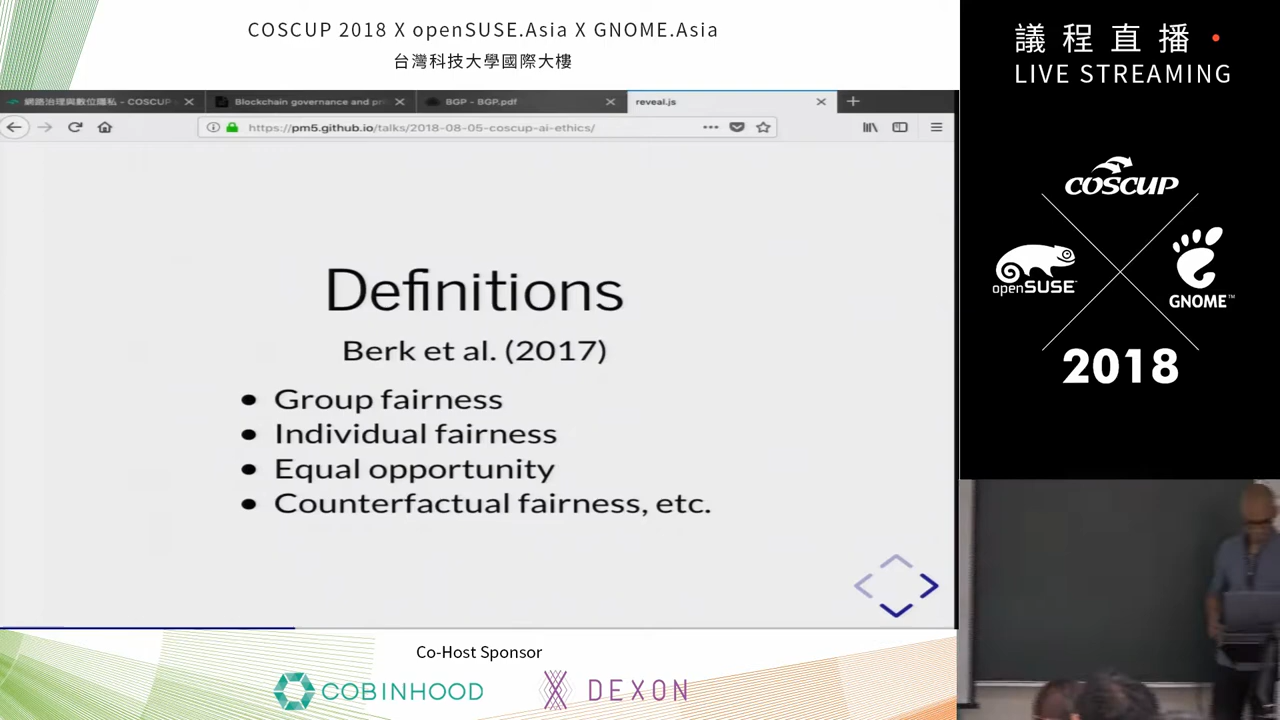 COSCUP 2018 X openSUSE.Asia X GNOME.Asia
台灣科技大學國際大樓
網路治理與數位隱私 - COSCUP
Blockchain governance and pri
BGP - BGP.pdf
reveal.js
https://pm5.github.io/talks/2018-08-05-coscup-ai-ethics/
Definitions
Berk et al. (2017)
Group fairness
Individual fairness
Equal opportunity
Counterfactual fairness, etc.
Co-Host Sponsor
COBINHOOD
DEXON
議程直播
LIVE STREAMING
COSCUP
openSUSE
GNOME™
2018